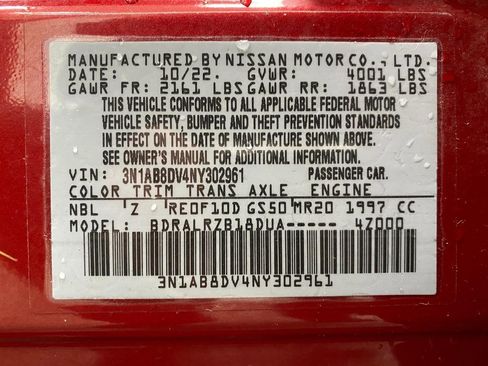 MANUFACTURED BY NISSAN MOTOR CO., LTD.
DATE: 10/22. GVWR: 4001 LBS
GAWR FR: 2161 LBS GAWR RR: 1863 LBS
THIS VEHICLE CONFORMS TO ALL APPLICABLE FEDERAL MOTOR
VEHICLE SAFETY, BUMPER AND THEFT PREVENTION STANDARDS
IN EFFECT ON THE DATE OF MANUFACTURE SHOWN ABOVE.
SEE OWNER'S MANUAL FOR ADDITIONAL INFORMATION.
VIN: 3N1AB8DV4NY302961 PASSENGER CAR.
COLOR TRIM TRANS AXLE ENGINE
NBL Z RE0F10D GS50 MR20 1997 CC
MODEL: BDRALRZB18DUA----- 4Z000
3N1AB8DV4NY302961